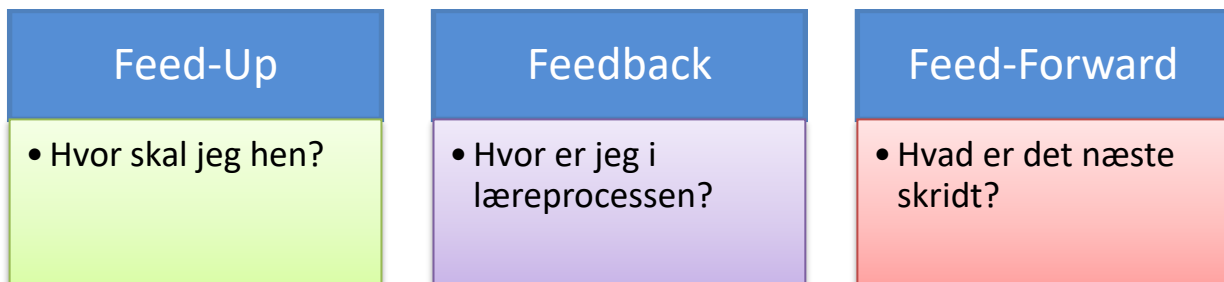 Feed-Up
• Hvor skal jeg hen?
Feedback
• Hvor er jeg i
læreprocessen?
Feed-Forward
• Hvad er det næste
skridt?